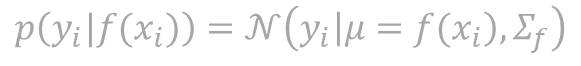 p(y_i|f(x_i)) = 𝒩(y_i|μ = f(x_i), Σ_f)